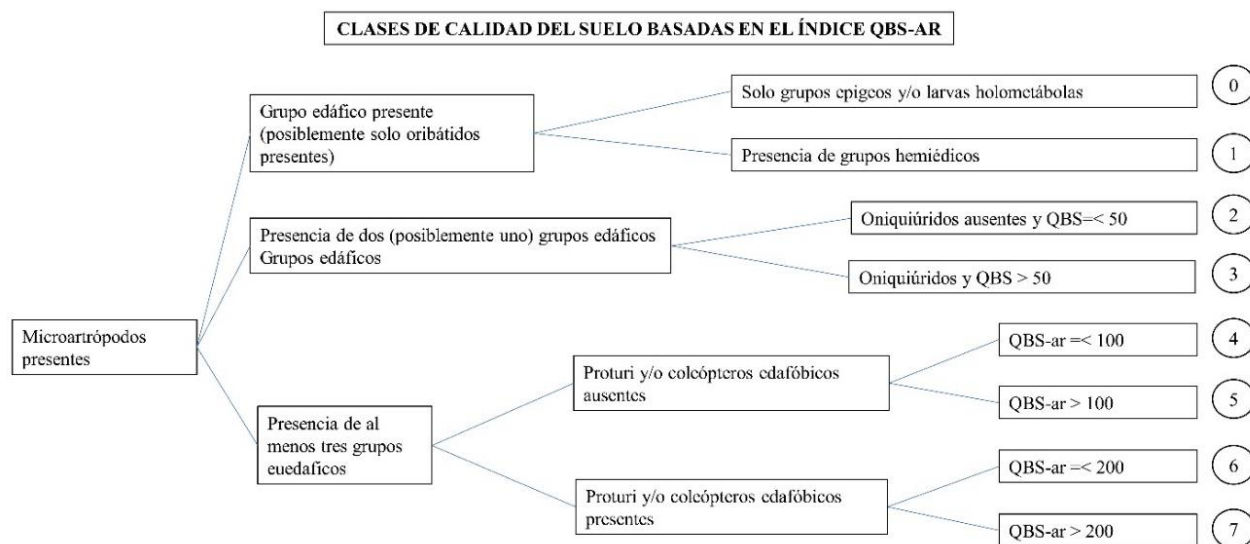 CLASES DE CALIDAD DEL SUELO BASADAS EN EL ÍNDICE QBS-AR
Grupo edáfico presente
(posiblemente solo oribátidos
presentes)
Solo grupos epigeos y/o larvas holometábolas
0
Presencia de grupos hemiédicos
1
Presencia de dos (posiblemente uno) grupos edáficos
Grupos edáficos
Oniquiúridos ausentes y QBS=< 50
2
Oniquiúridos y QBS > 50
3
Microartrópodos
presentes
Presencia de al
menos tres grupos
euedaficos
Proturi y/o coleópteros edafóbicos
ausentes
QBS-ar =< 100
4
QBS-ar > 100
5
Proturi y/o coleópteros edafóbicos
presentes
QBS-ar =< 200
6
QBS-ar > 200
7